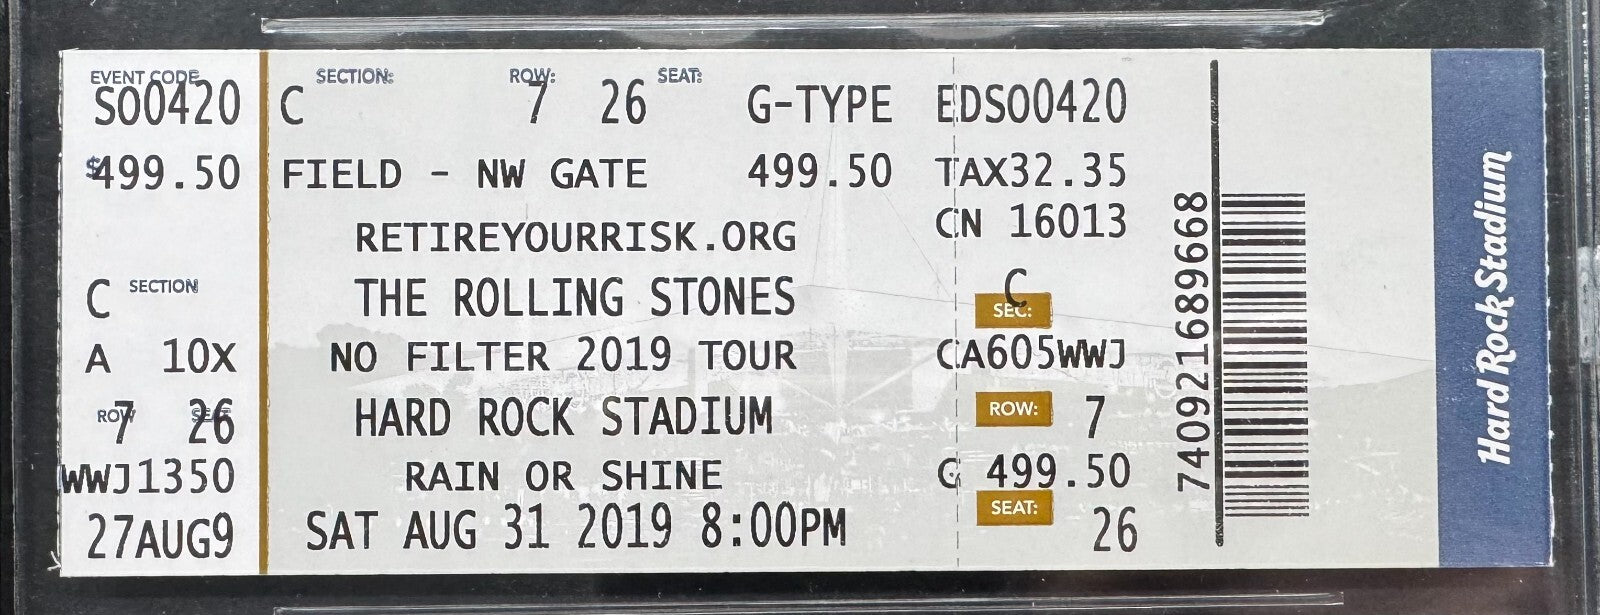 EVENT CODE
SO0420
$499.50
C SECTION
A 10X
ROW SEAT
7 26
WWJ1350
27AUG9
SECTION: ROW: SEAT:
C 7 26 G-TYPE EDSO0420
FIELD - NW GATE 499.50 TAX32.35
RETIREYOURRISK.ORG CN 16013
THE ROLLING STONES
NO FILTER 2019 TOUR
HARD ROCK STADIUM
RAIN OR SHINE
SAT AUG 31 2019 8:00PM
C
SEC:
CA605WWJ
ROW: 7
G 499.50
SEAT: 26
740921689668
Hard Rock Stadium